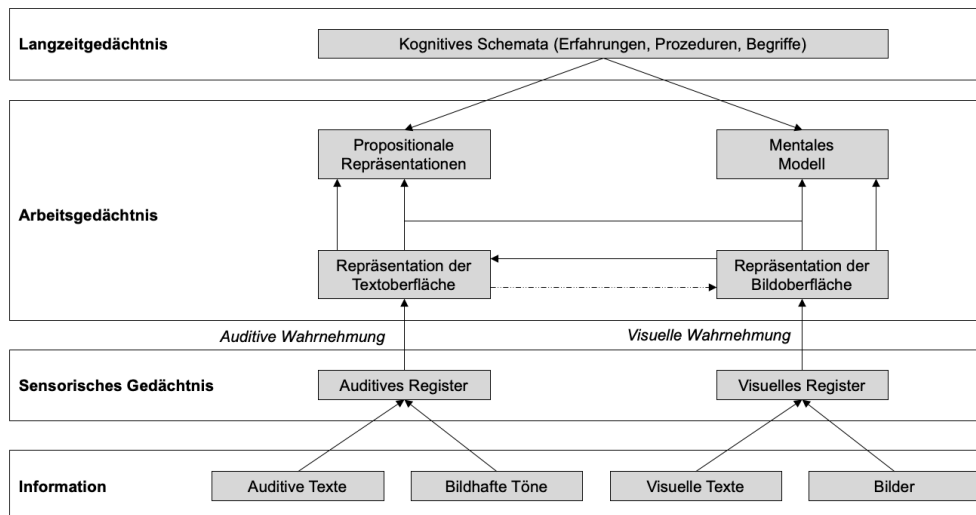 Langzeitgedächtnis
Kognitives Schemata (Erfahrungen, Prozeduren, Begriffe)
Propositionale
Repräsentationen
Mentales
Modell
Arbeitsgedächtnis
Repräsentation der
Textoberfläche
Repräsentation der
Bildoberfläche
Auditive Wahrnehmung
Visuelle Wahrnehmung
Sensorisches Gedächtnis
Auditives Register
Visuelles Register
Information
Auditive Texte
Bildhafte Töne
Visuelle Texte
Bilder